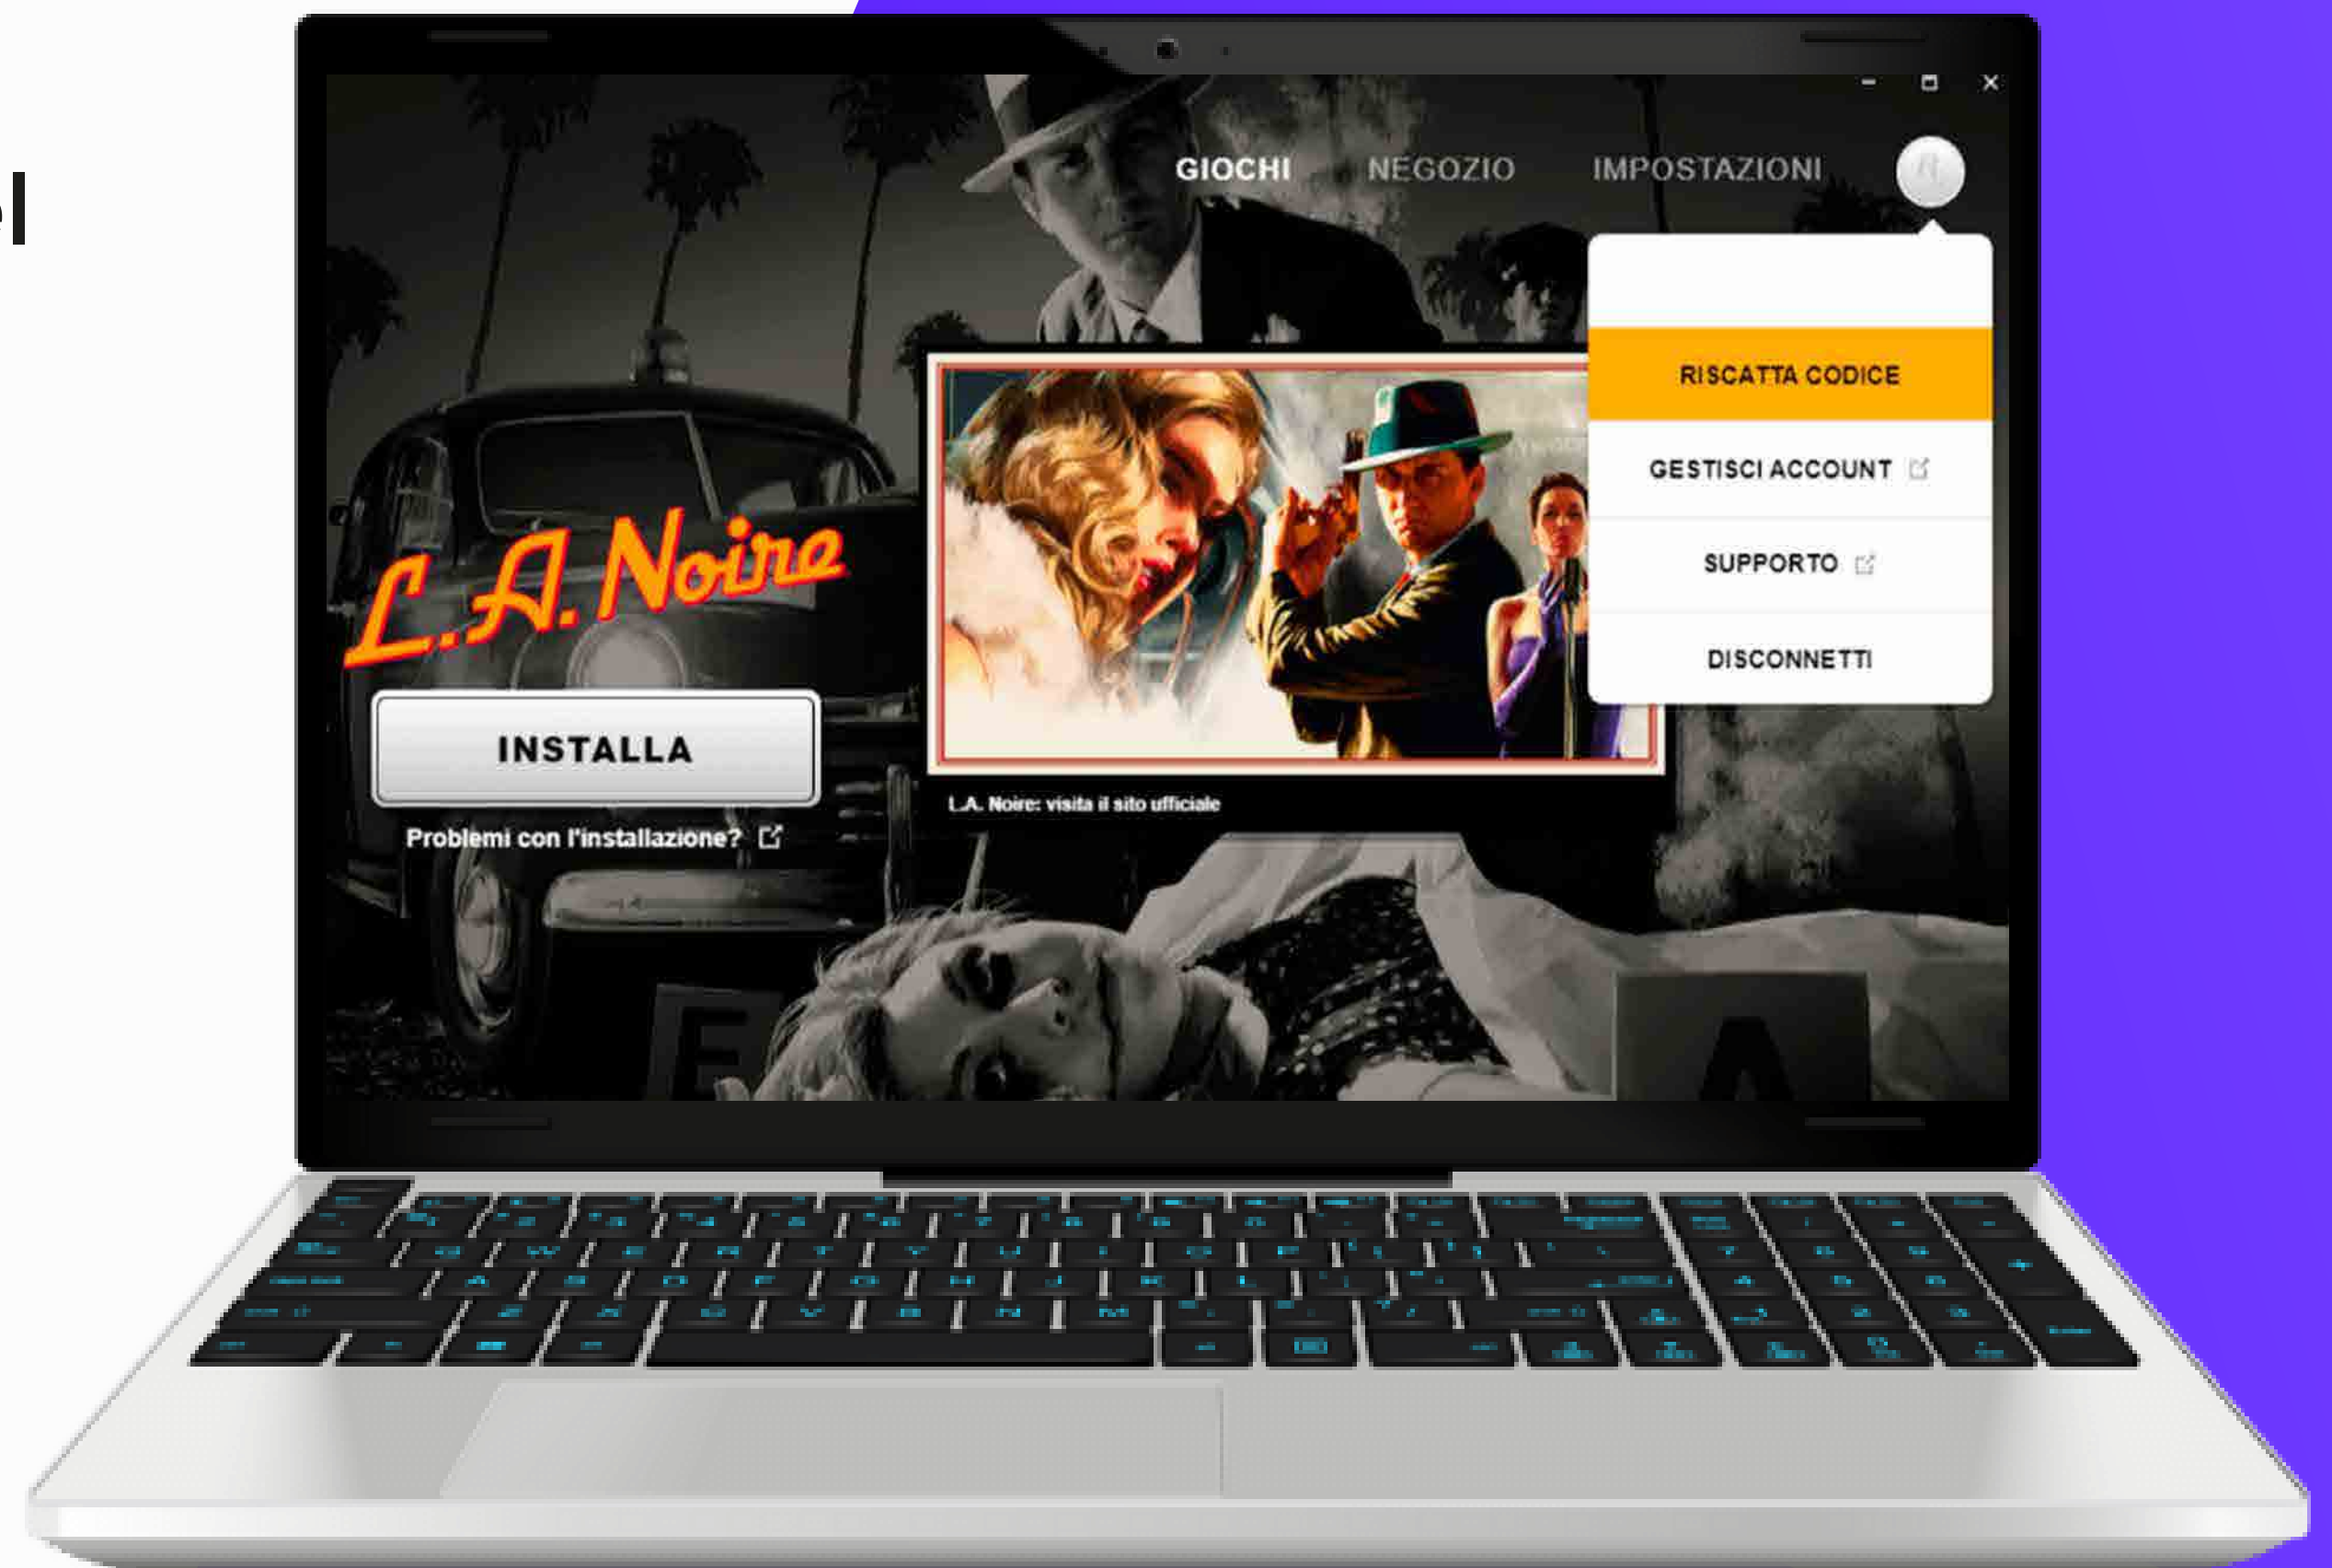 el
GIOCHI NEGOZIO IMPOSTAZIONI
RISCATTA CODICE
GESTISCI ACCOUNT
SUPPORTO
DISCONNETTI
L.A. Noire
INSTALLA
Problemi con l'installazione?
L.A. Noire: visita il sito ufficiale
E
A